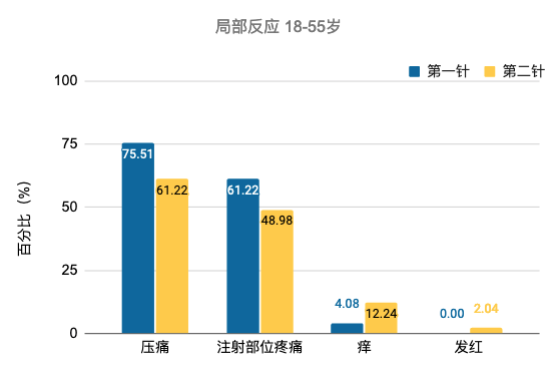 局部反应 18-55岁
第一针 第二针
100
75
50
25
0
百分比 (%)
75.51 61.22 61.22 48.98 4.08 12.24 0.00 2.04
压痛 注射部位疼痛 痒 发红